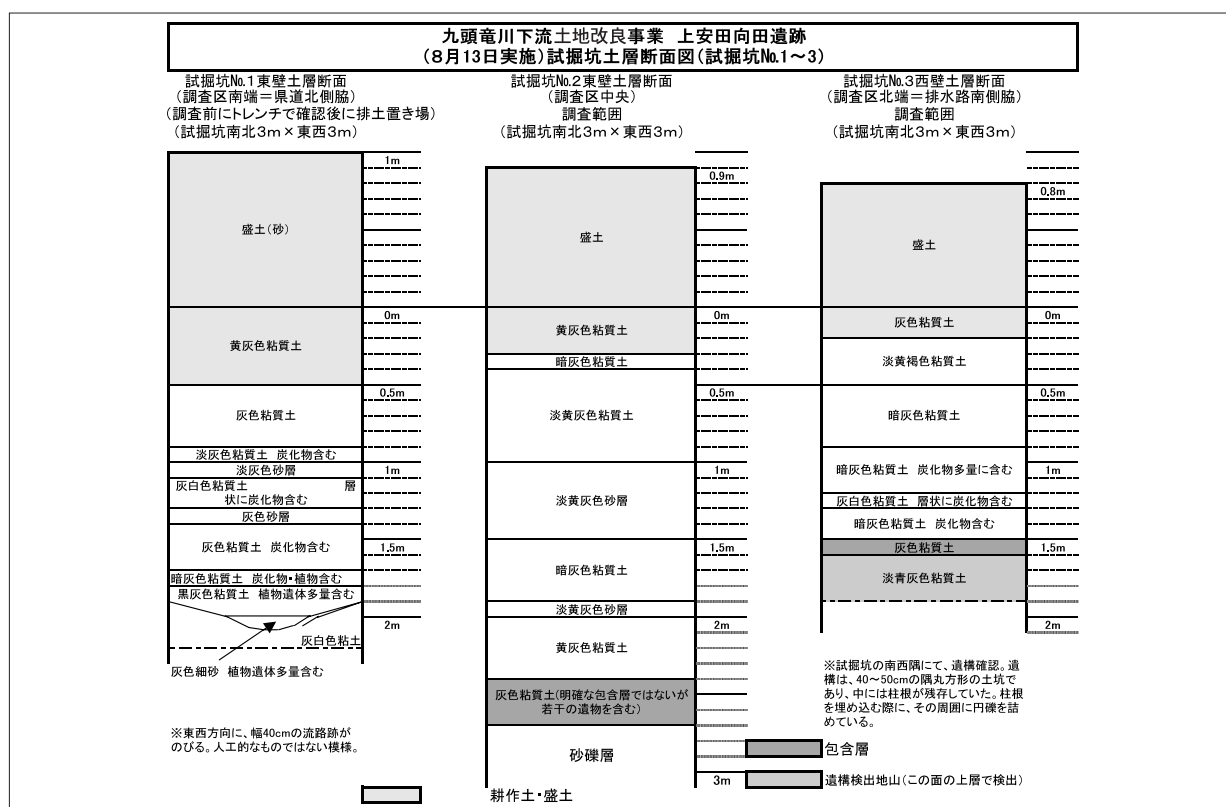 九頭竜川下流土地改良事業 上安田向田遺跡
(8月13日実施)試掘坑土層断面図(試掘坑No.1～3)
試掘坑No.1東壁土層断面
(調査区南端＝県道北側脇)
(調査前にトレンチで確認後に排土置き場)
(試掘坑南北3m×東西3m)
1m
盛土(砂)
0m
黄灰色粘質土
0.5m
灰色粘質土
淡灰色粘質土 炭化物含む
淡灰色砂層
1m
灰白色粘質土 層
状に炭化物含む
灰色砂層
灰色粘質土 炭化物含む
1.5m
暗灰色粘質土 炭化物・植物含む
黒灰色粘質土 植物遺体多量含む
2m
灰白色粘土
灰色細砂 植物遺体多量含む
※東西方向に、幅40cmの流路跡が
のびる。人工的なものではない模様。
試掘坑No.2東壁土層断面
(調査区中央)
調査範囲
(試掘坑南北3m×東西3m)
0.9m
盛土
0m
黄灰色粘質土
暗灰色粘質土
0.5m
淡黄灰色粘質土
1m
淡黄灰色砂層
1.5m
暗灰色粘質土
淡黄灰色砂層
2m
黄灰色粘質土
灰色粘質土(明確な包含層ではないが
若干の遺物を含む)
砂礫層
3m
試掘坑No.3西壁土層断面
(調査区北端＝排水路南側脇)
調査範囲
(試掘坑南北3m×東西3m)
0.8m
盛土
0m
灰色粘質土
淡黄褐色粘質土
0.5m
暗灰色粘質土
暗灰色粘質土 炭化物多量に含む
1m
灰白色粘質土 層状に炭化物含む
暗灰色粘質土 炭化物含む
灰色粘質土
1.5m
淡青灰色粘質土
2m
※試掘坑の南西隅にて、遺構確認。遺
構は、40～50cmの隅丸方形の土坑で
あり、中には柱根が残存していた。柱根
を埋め込む際に、その周囲に円礫を詰
めている。
包含層
遺構検出地山(この面の上層で検出)
耕作土・盛土